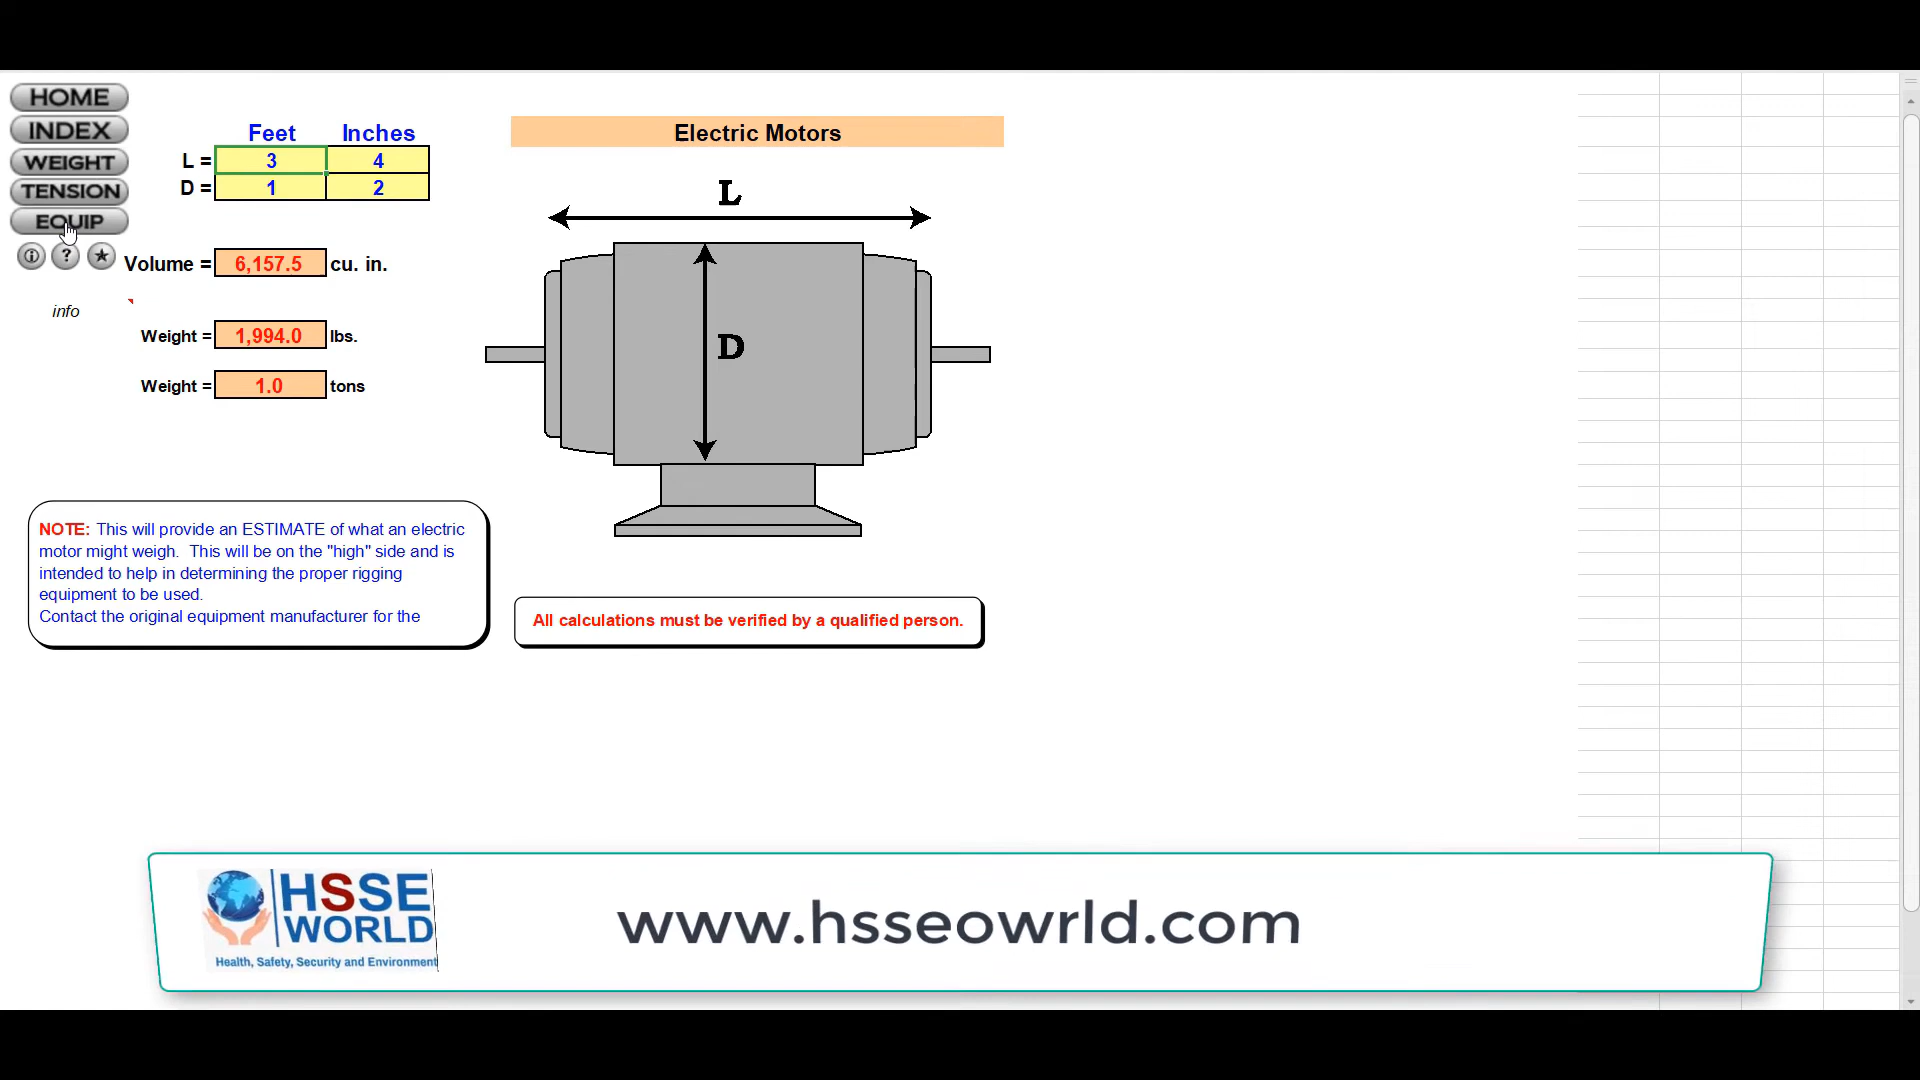 HOME
INDEX
WEIGHT
TENSION
EQUIP
?
info
Feet Inches
L = 3 4
D = 1 2
Volume = 6,157.5 cu. in.
Weight = 1,994.0 lbs.
Weight = 1.0 tons
Electric Motors
L
D
NOTE: This will provide an ESTIMATE of what an electric
motor might weigh. This will be on the "high" side and is
intended to help in determining the proper rigging
equipment to be used.
Contact the original equipment manufacturer for the
All calculations must be verified by a qualified person.
HSSE
WORLD
Health, Safety, Security and Environment
www.hsseowrld.com